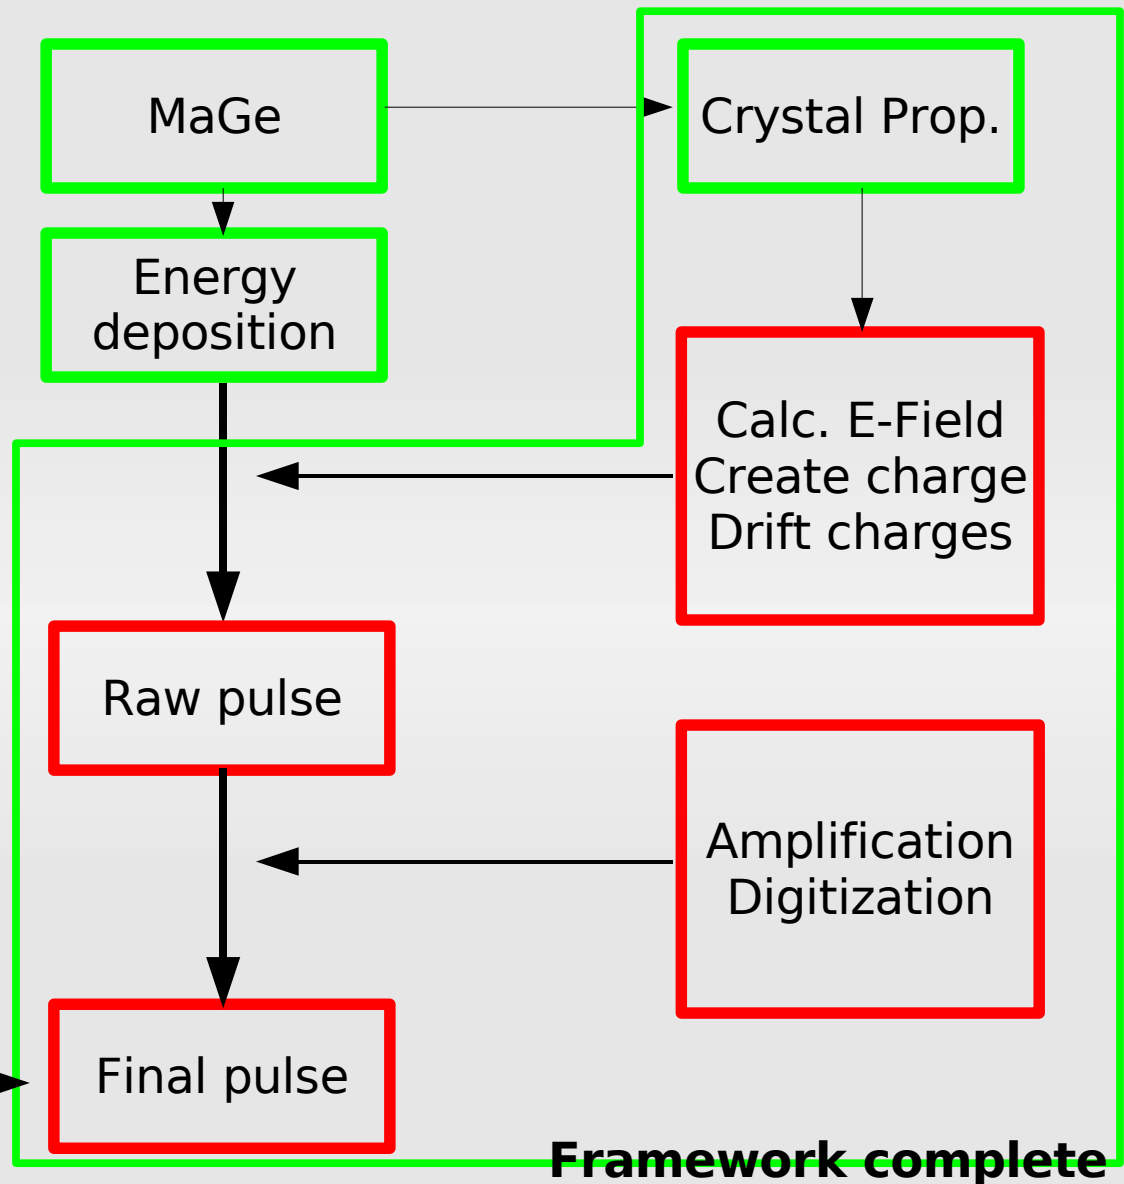 MaGe
Crystal Prop.
Energy
deposition
Calc. E-Field
Create charge
Drift charges
Raw pulse
Amplification
Digitization
Final pulse
Framework complete